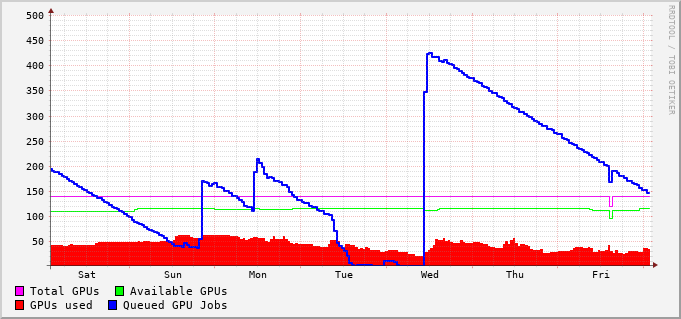 500
450
400
350
300
250
200
150
100
50
Sat Sun Mon Tue Wed Thu Fri
Total GPUs Available GPUs
GPUs used Queued GPU Jobs
RRDTOOL / TOBI OETIKER